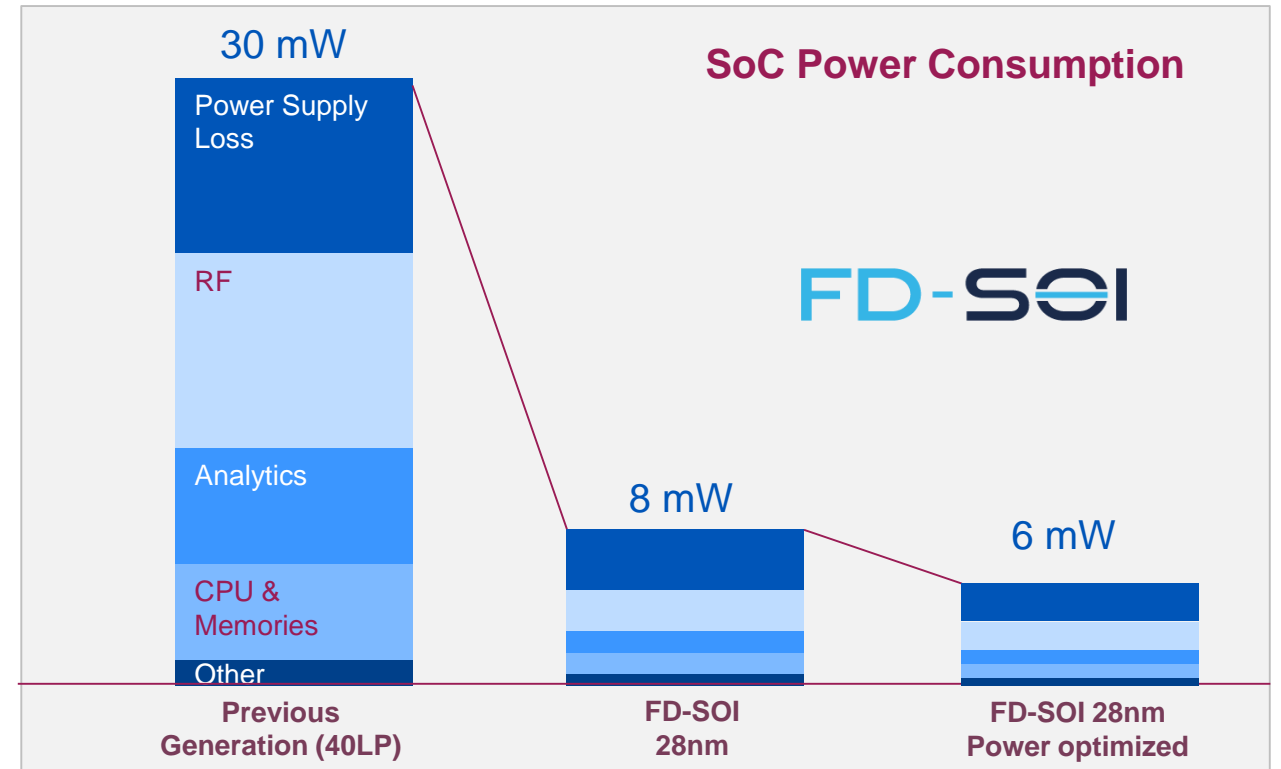 30 mW
SoC Power Consumption
Power Supply
Loss
RF
FD-SOI
Analytics
8 mW
6 mW
CPU &
Memories
Other
Previous
Generation (40LP)
FD-SOI
28nm
FD-SOI 28nm
Power optimized